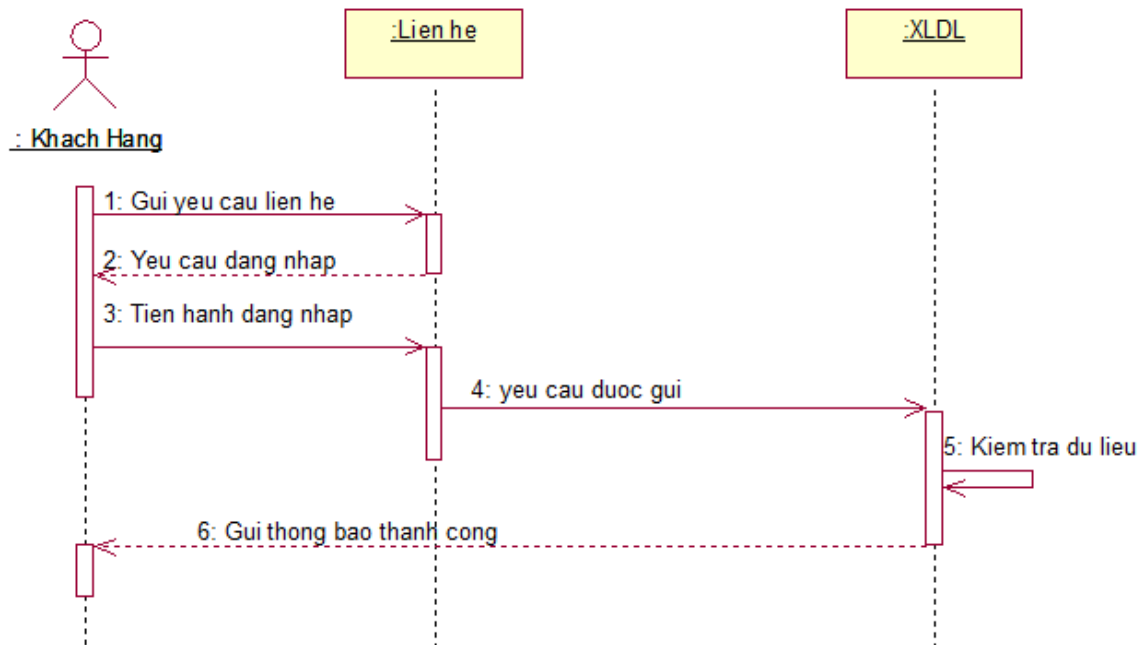 :Lien he
:XLDL
: Khach Hang
1: Gui yeu cau lien he
2: Yeu cau dang nhap
3: Tien hanh dang nhap
4: yeu cau duoc gui
5: Kiem tra du lieu
6: Gui thong bao thanh cong